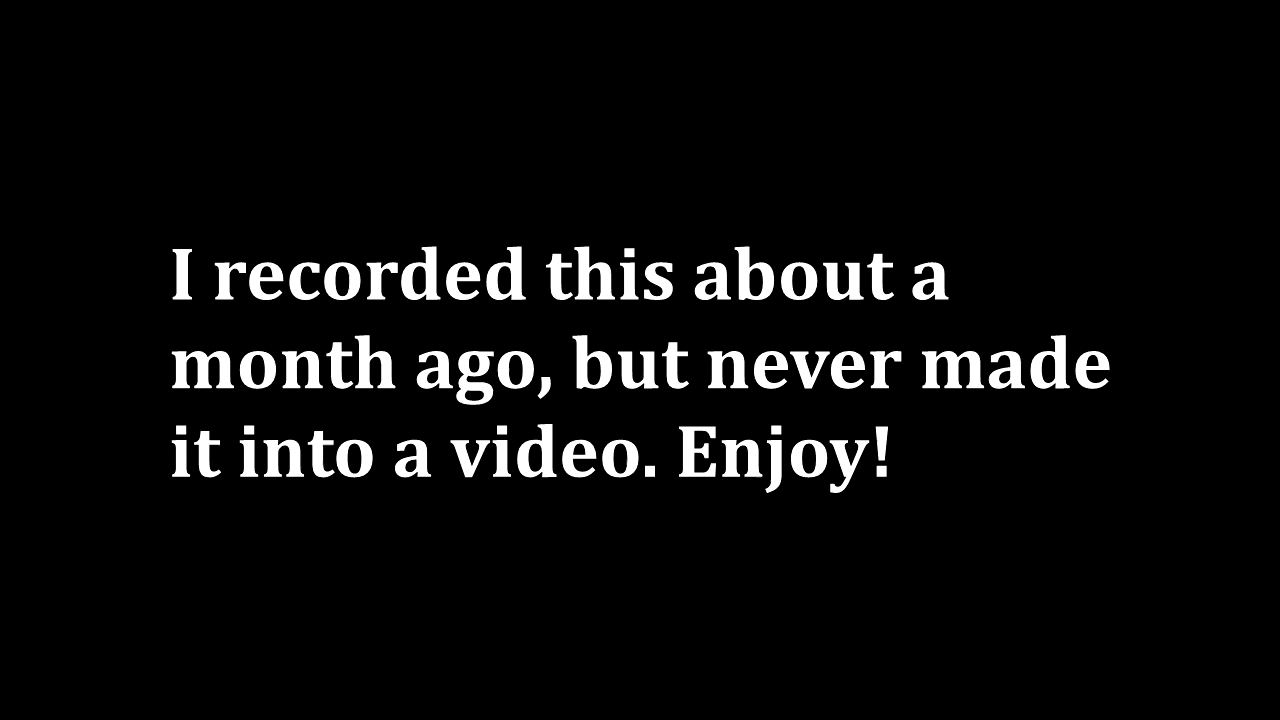 I recorded this about a
month ago, but never made
it into a video. Enjoy!